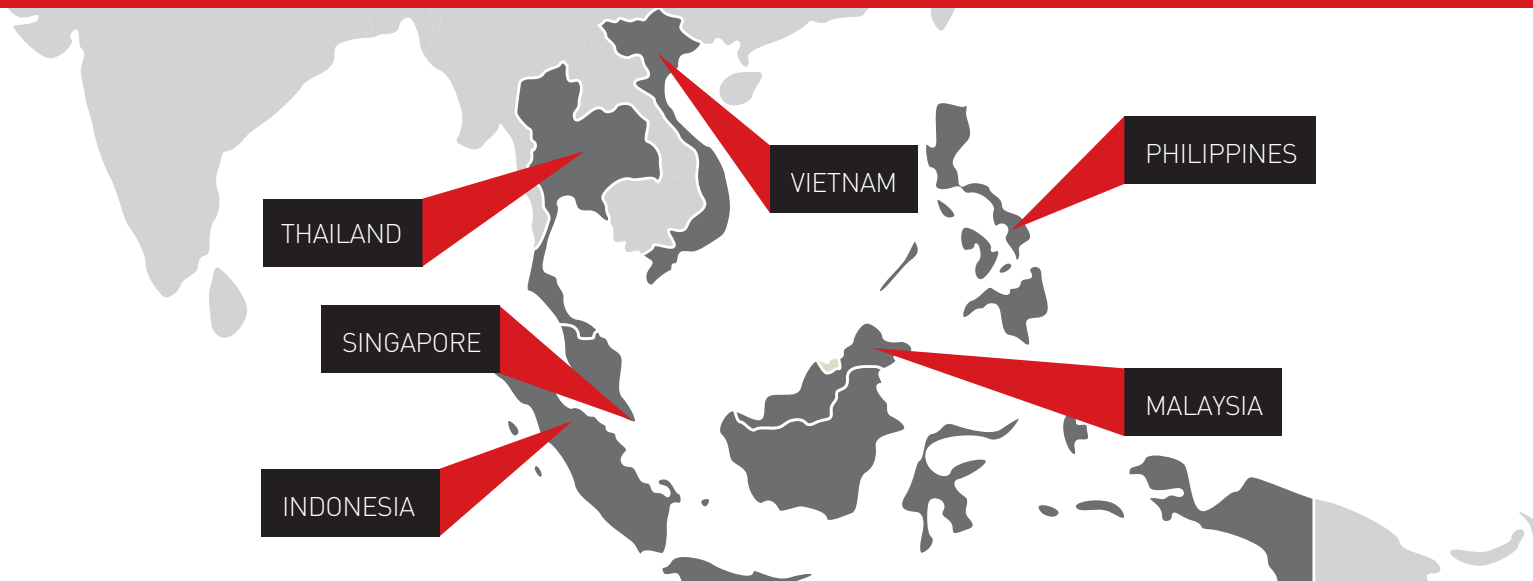 PHILIPPINES
VIETNAM
THAILAND
SINGAPORE
MALAYSIA
INDONESIA